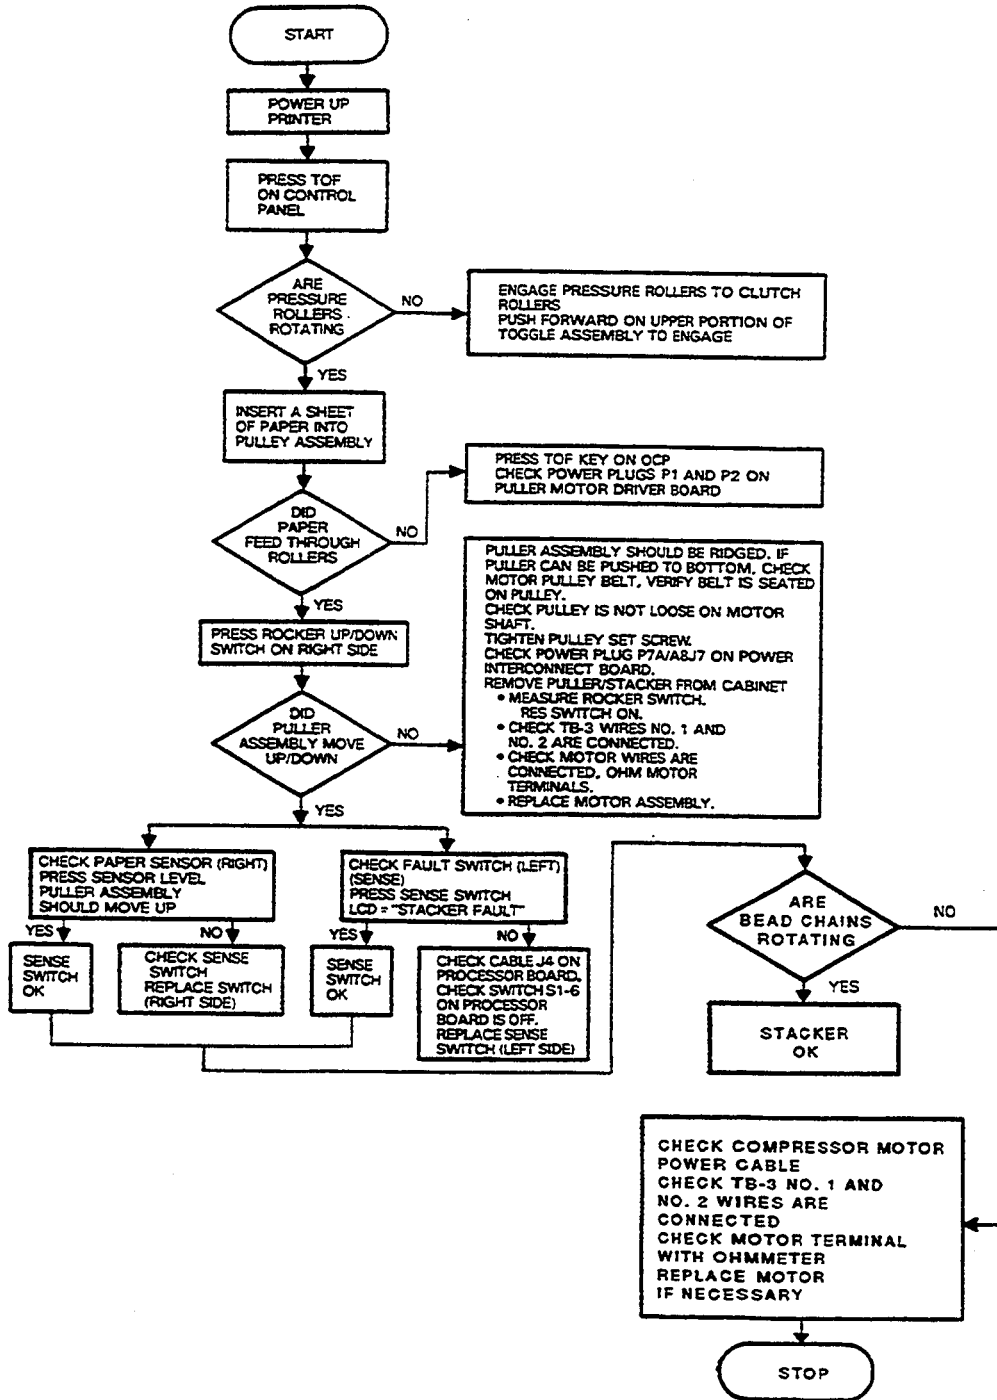 START
POWER UP
PRINTER
PRESS TOF
ON CONTROL
PANEL
ARE
PRESSURE
ROLLERS
ROTATING
NO
ENGAGE PRESSURE ROLLERS TO CLUTCH
ROLLERS
PUSH FORWARD ON UPPER PORTION OF
TOGGLE ASSEMBLY TO ENGAGE
YES
INSERT A SHEET
OF PAPER INTO
PULLEY ASSEMBLY
DID
PAPER
FEED THROUGH
ROLLERS
NO
PRESS TOF KEY ON OCP
CHECK POWER PLUGS P1 AND P2 ON
PULLER MOTOR DRIVER BOARD
YES
PRESS ROCKER UP/DOWN
SWITCH ON RIGHT SIDE
DID
PULLER
ASSEMBLY MOVE
UP/DOWN
NO
PULLER ASSEMBLY SHOULD BE RIDGED. IF
PULLER CAN BE PUSHED TO BOTTOM, CHECK
MOTOR PULLEY BELT, VERIFY BELT IS SEATED
ON PULLEY.
CHECK PULLEY IS NOT LOOSE ON MOTOR
SHAFT.
TIGHTEN PULLEY SET SCREW.
CHECK POWER PLUG P7A/A8J7 ON POWER
INTERCONNECT BOARD.
REMOVE PULLER/STACKER FROM CABINET
• MEASURE ROCKER SWITCH.
RES SWITCH ON.
• CHECK TB-3 WIRES NO. 1 AND
NO. 2 ARE CONNECTED.
• CHECK MOTOR WIRES ARE
CONNECTED, OHM MOTOR
TERMINALS.
• REPLACE MOTOR ASSEMBLY.
YES
CHECK PAPER SENSOR (RIGHT)
PRESS SENSOR LEVEL
PULLER ASSEMBLY
SHOULD MOVE UP
YES
NO
SENSE
SWITCH
OK
CHECK SENSE
SWITCH
REPLACE SWITCH
(RIGHT SIDE)
CHECK FAULT SWITCH (LEFT)
(SENSE)
PRESS SENSE SWITCH
LCD = "STACKER FAULT"
YES
NO
SENSE
SWITCH
OK
CHECK CABLE J4 ON
PROCESSOR BOARD.
CHECK SWITCH S1-6
ON PROCESSOR
BOARD IS OFF.
REPLACE SENSE
SWITCH (LEFT SIDE)
ARE
BEAD CHAINS
ROTATING
NO
YES
STACKER
OK
CHECK COMPRESSOR MOTOR
POWER CABLE
CHECK TB-3 NO. 1 AND
NO. 2 WIRES ARE
CONNECTED
CHECK MOTOR TERMINAL
WITH OHMMETER
REPLACE MOTOR
IF NECESSARY
STOP